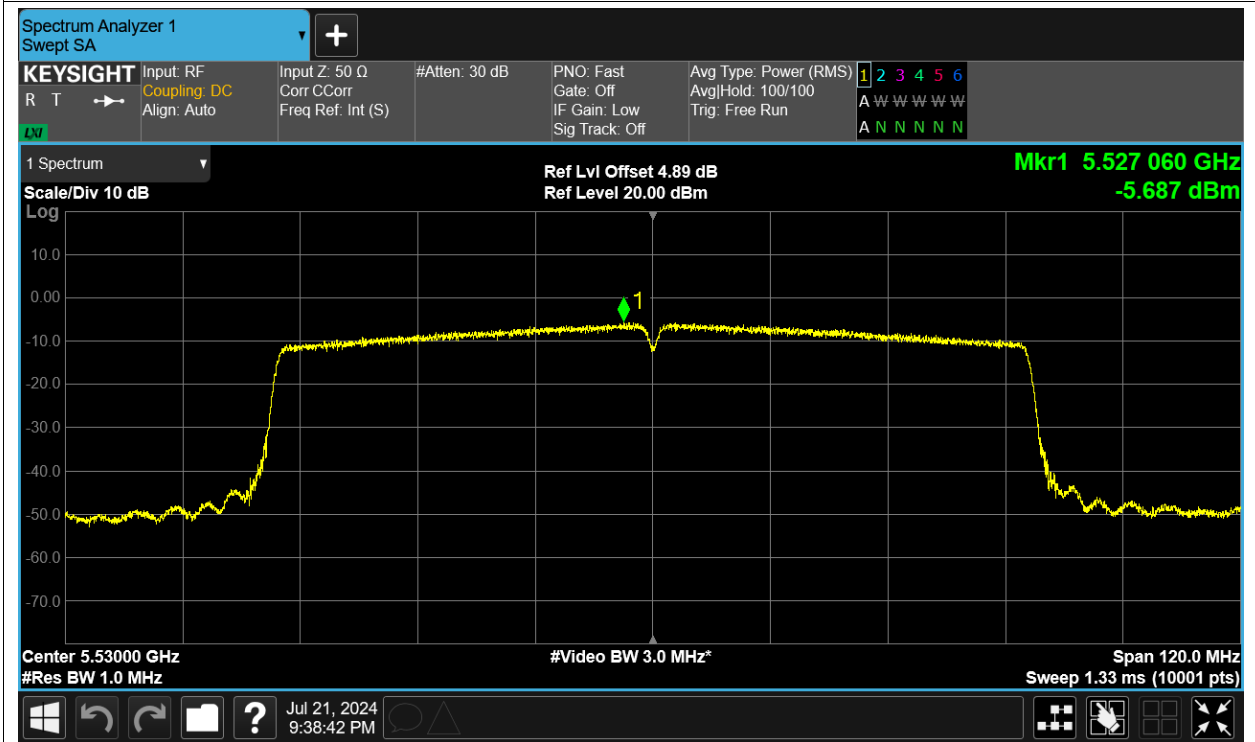 Spectrum Analyzer 1
Swept SA
+
KEYSIGHT
R T
LXI
Input: RF
Coupling: DC
Align: Auto
Input Z: 50 Ω
Corr CCorr
Freq Ref: Int (S)
#Atten: 30 dB
PNO: Fast
Gate: Off
IF Gain: Low
Sig Track: Off
Avg Type: Power (RMS)
Avg|Hold: 100/100
Trig: Free Run
1 2 3 4 5 6
A W W W W W
A N N N N N
1 Spectrum
Scale/Div 10 dB
Ref Lvl Offset 4.89 dB
Ref Level 20.00 dBm
Mkr1 5.527 060 GHz
-5.687 dBm
Log
10.0
0.00
-10.0
-20.0
-30.0
-40.0
-50.0
-60.0
-70.0
1
Center 5.53000 GHz
#Res BW 1.0 MHz
#Video BW 3.0 MHz*
Span 120.0 MHz
Sweep 1.33 ms (10001 pts)
?
Jul 21, 2024
9:38:42 PM